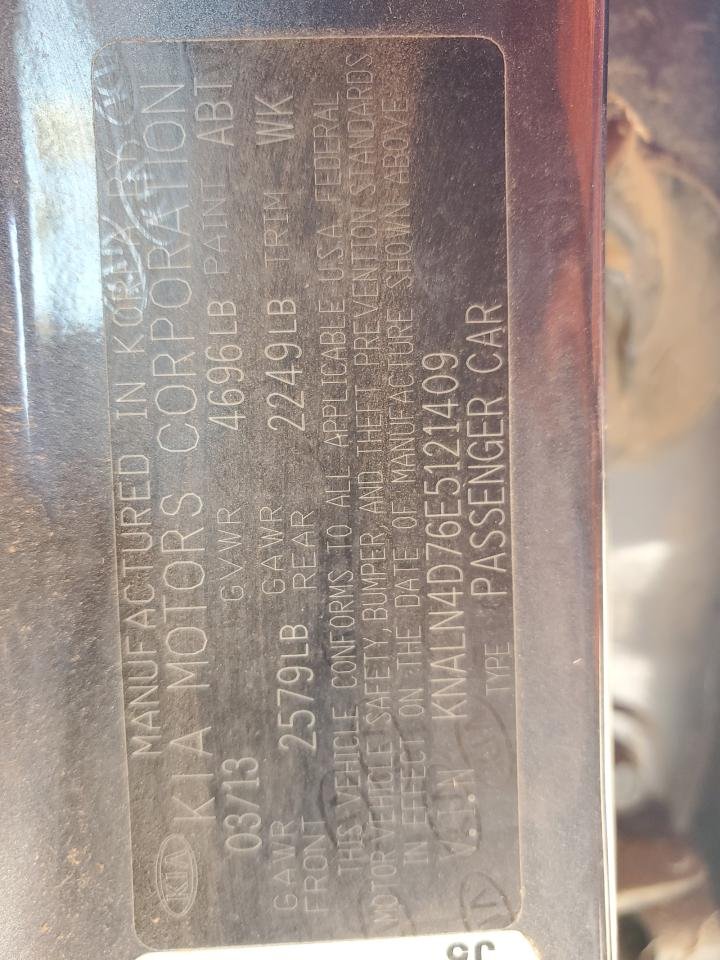 MANUFACTURED IN KOREA BY
KIA KIA MOTORS CORPORATION
03/13 GVWR 4696LB PAINT ABT
GAWR FRONT 2579LB GAWR REAR 2249LB TRIM WK
THIS VEHICLE CONFORMS TO ALL APPLICABLE USA FEDERAL
MOTOR VEHICLE SAFETY, BUMPER, AND THEFT PREVENTION STANDARDS
IN EFFECT ON THE DATE OF MANUFACTURE SHOWN ABOVE
V.I.N KNALN4D76E5121409
TYPE PASSENGER CAR